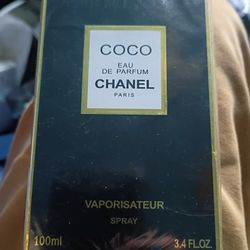 COCO
EAU
DE PARFUM
CHANEL
PARIS
VAPORISATEUR
SPRAY
100ml 3.4 FL.OZ.